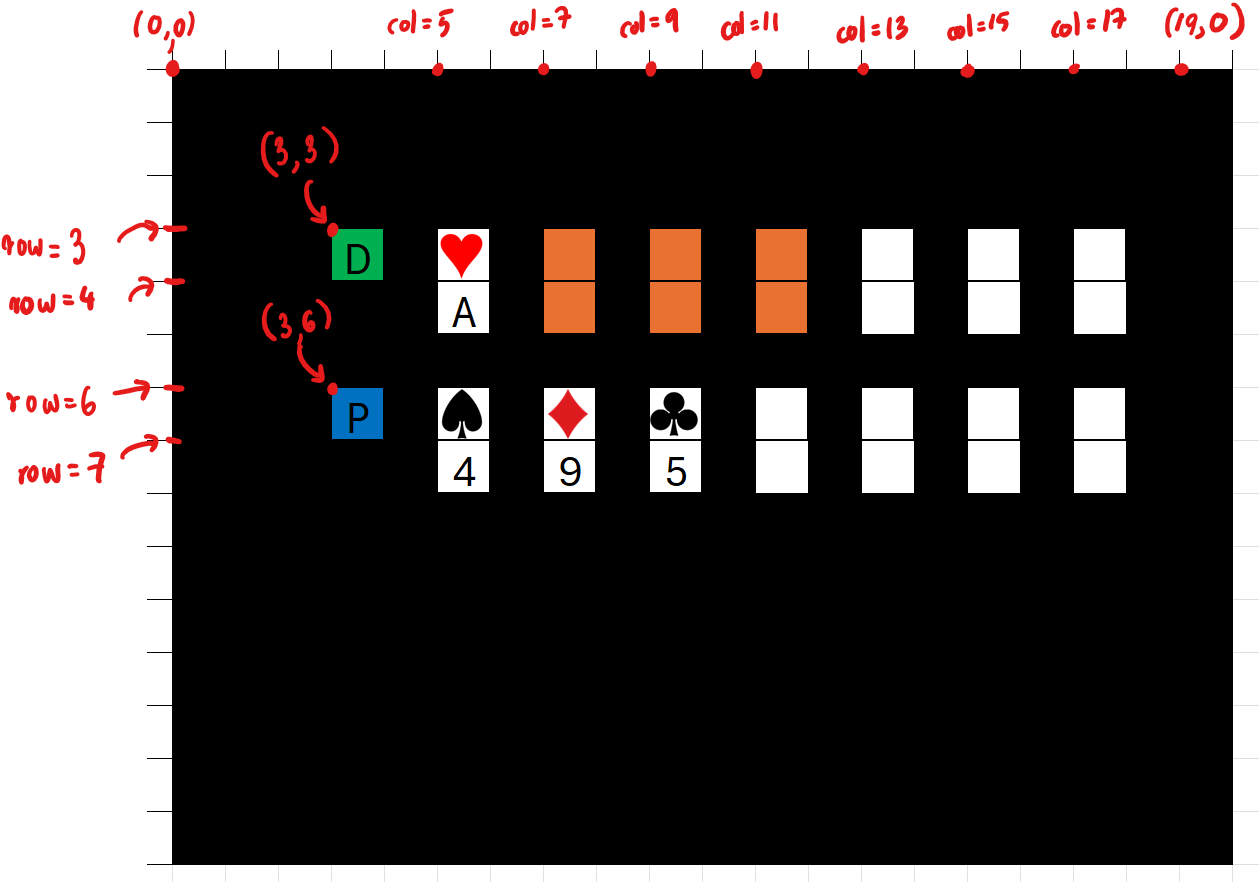 (0,0) col=5 col=7 col=9 col=11 col=13 col=15 col=17 (19,0)
(3,3)
row=3
D
row=4
A
(3,6)
row=6
P
row=7
4 9 5